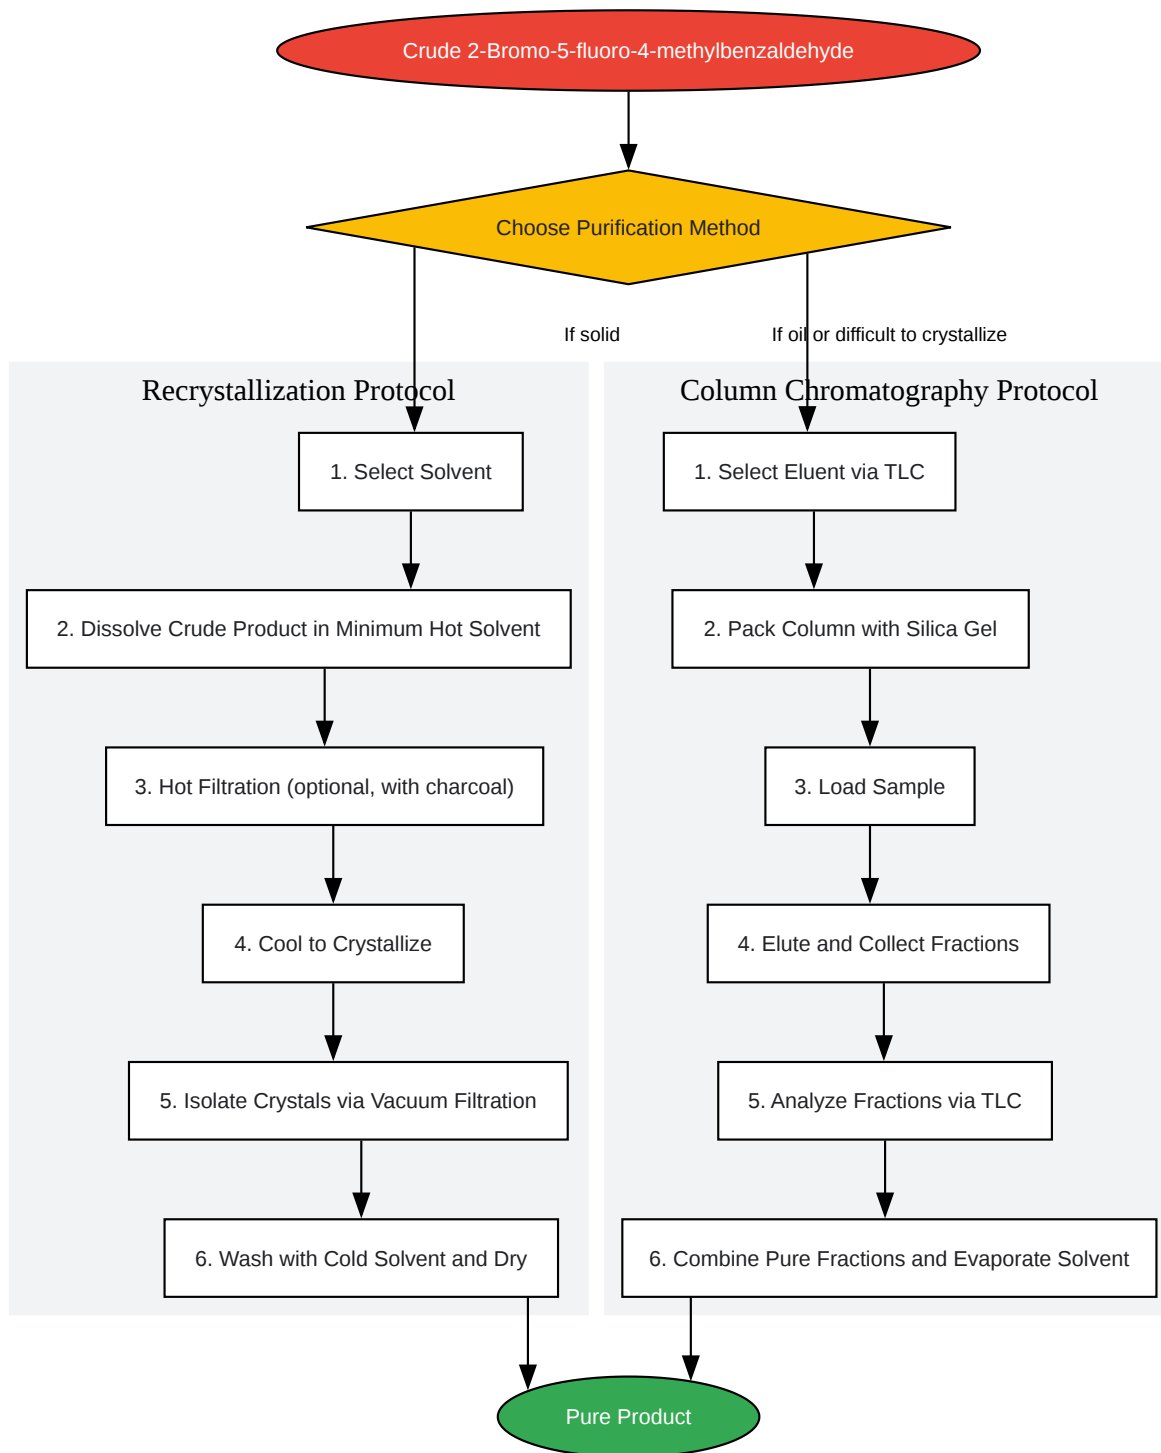 Crude 2-Bromo-5-fluoro-4-methylbenzaldehyde
Choose Purification Method
If solid
If oil or difficult to crystallize
Recrystallization Protocol
1. Select Solvent
2. Dissolve Crude Product in Minimum Hot Solvent
3. Hot Filtration (optional, with charcoal)
4. Cool to Crystallize
5. Isolate Crystals via Vacuum Filtration
6. Wash with Cold Solvent and Dry
Column Chromatography Protocol
1. Select Eluent via TLC
2. Pack Column with Silica Gel
3. Load Sample
4. Elute and Collect Fractions
5. Analyze Fractions via TLC
6. Combine Pure Fractions and Evaporate Solvent
Pure Product